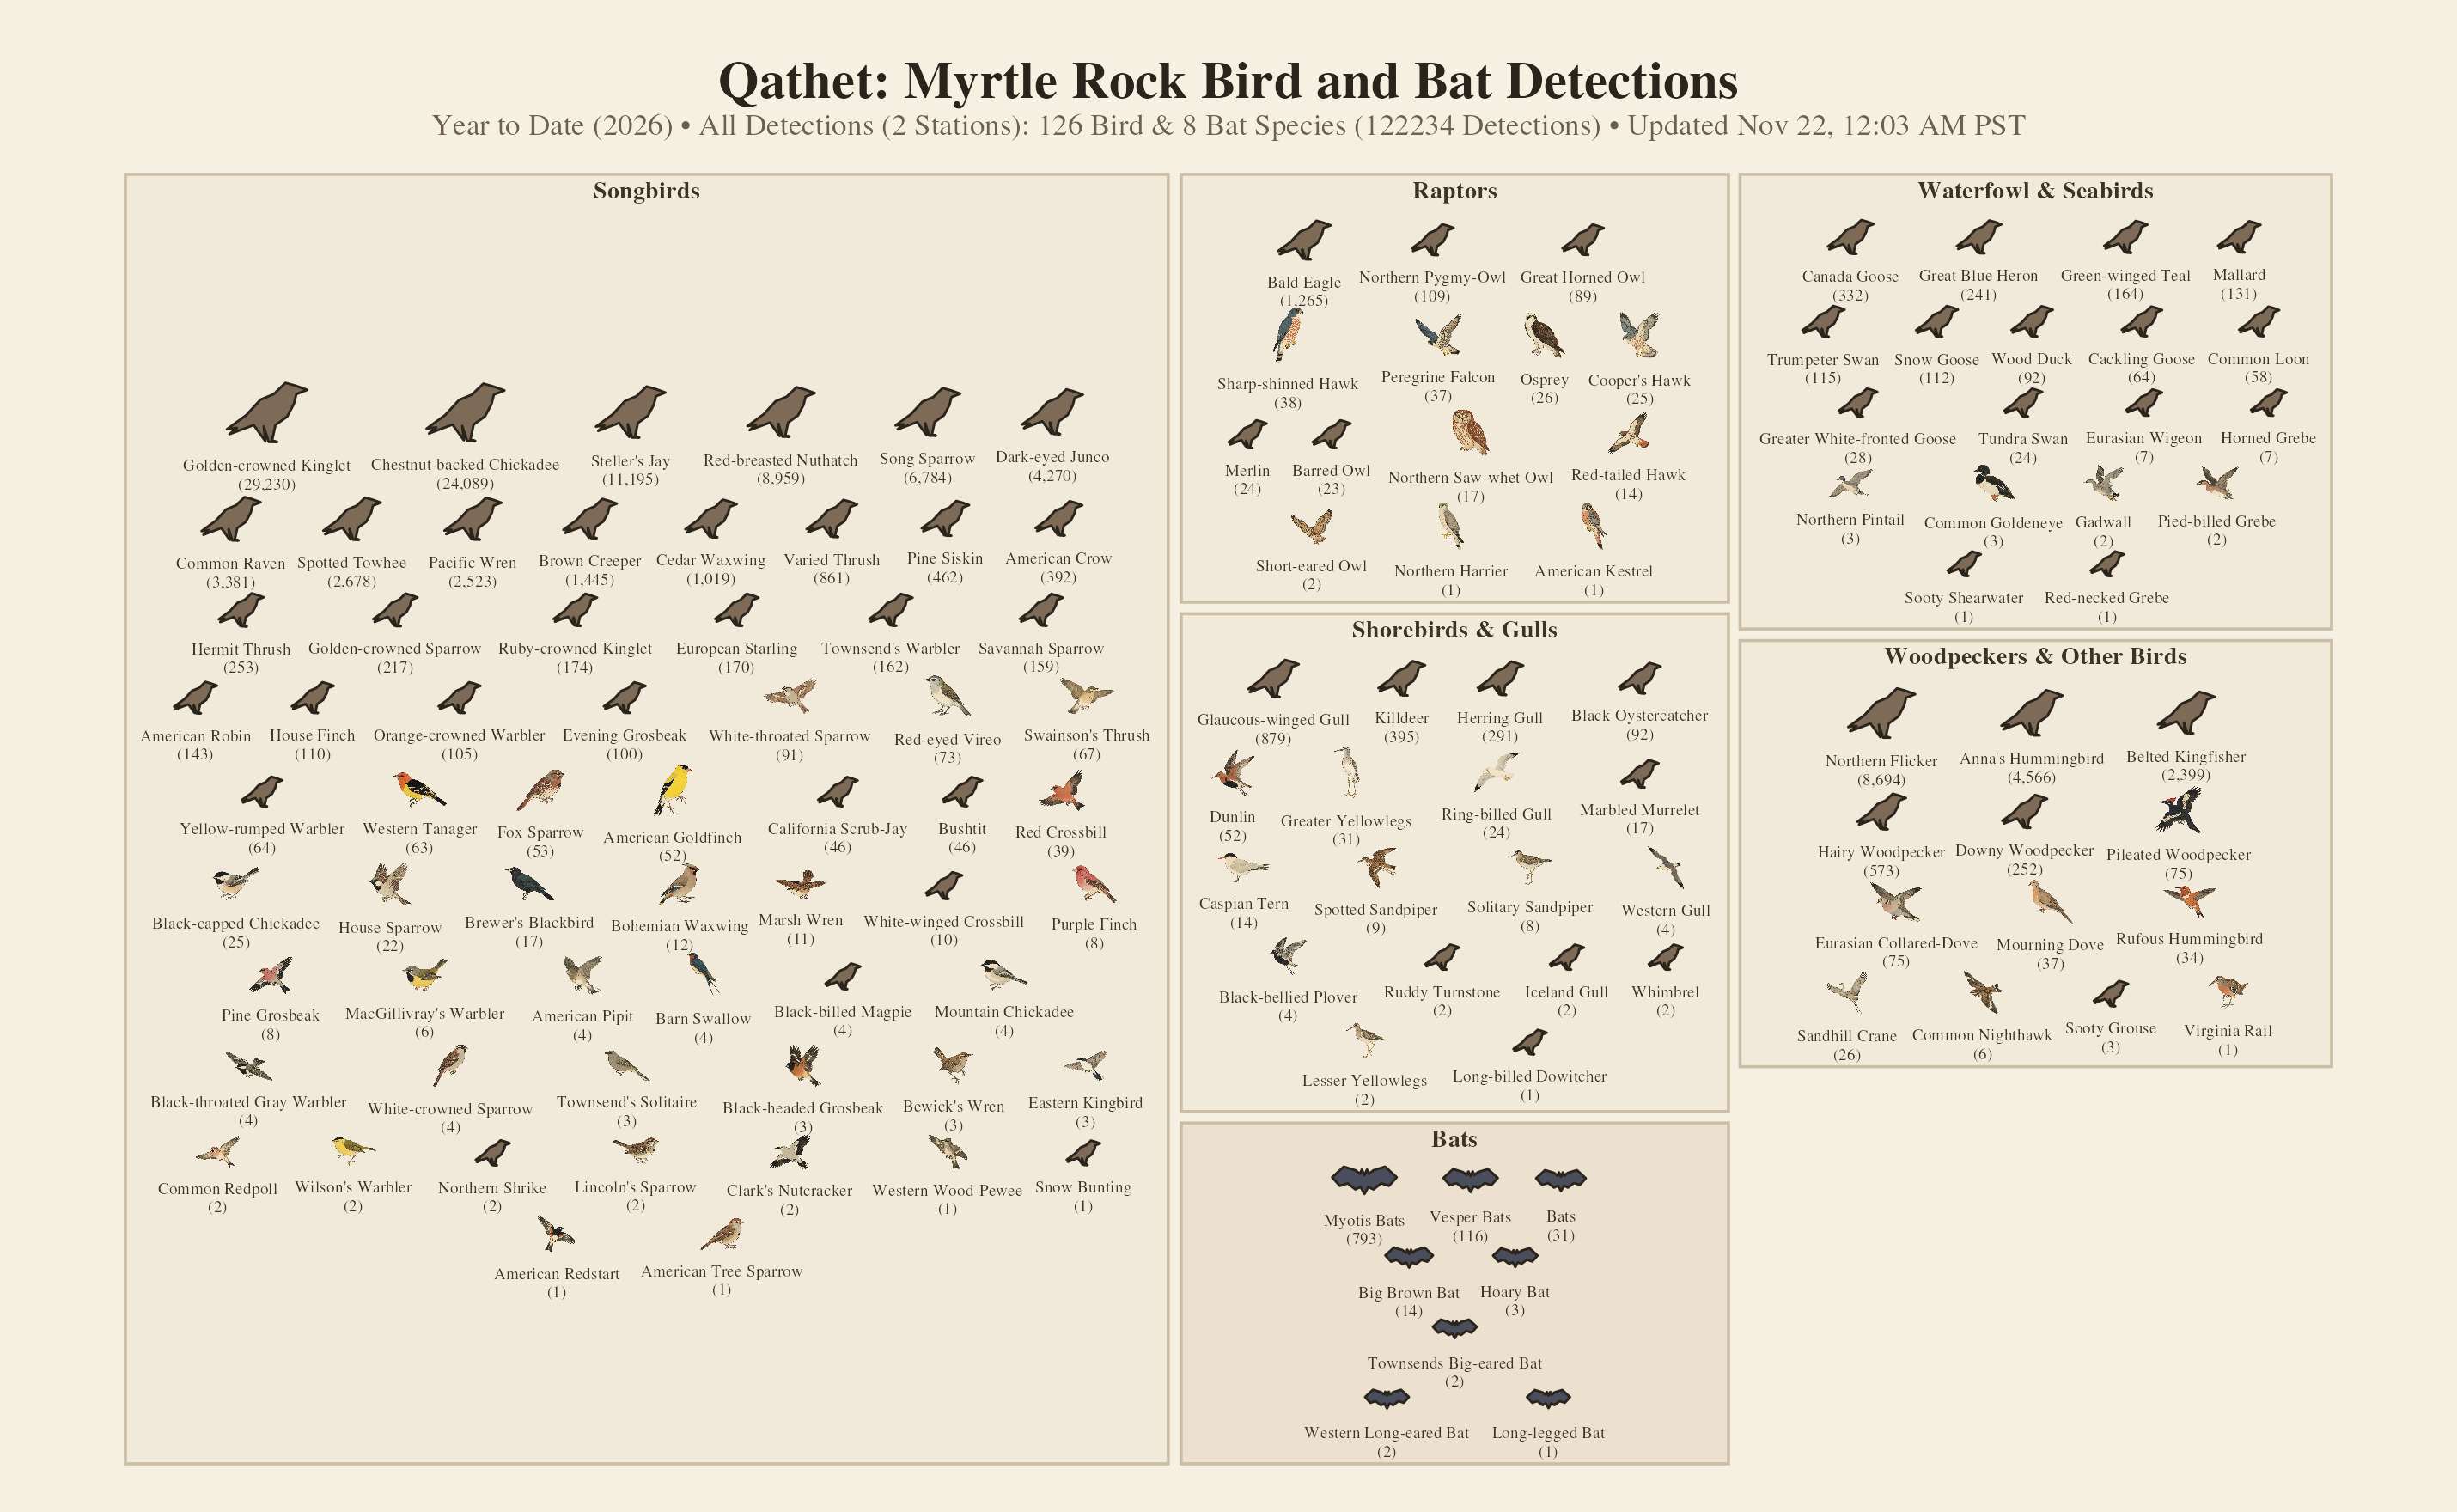 Qathet: Myrtle Rock Bird and Bat Detections
Year to Date (2026) • All Detections (2 Stations): 126 Bird & 8 Bat Species (122234 Detections) • Updated Nov 22, 12:03 AM PST
Songbirds
Golden-crowned Kinglet
(29,230)
Chestnut-backed Chickadee
(24,089)
Steller's Jay
(11,195)
Red-breasted Nuthatch
(8,959)
Song Sparrow
(6,784)
Dark-eyed Junco
(4,270)
Common Raven
(3,381)
Spotted Towhee
(2,678)
Pacific Wren
(2,523)
Brown Creeper
(1,445)
Cedar Waxwing
(1,019)
Varied Thrush
(861)
Pine Siskin
(462)
American Crow
(392)
Hermit Thrush
(253)
Golden-crowned Sparrow
(217)
Ruby-crowned Kinglet
(174)
European Starling
(170)
Townsend's Warbler
(162)
Savannah Sparrow
(159)
American Robin
(143)
House Finch
(110)
Orange-crowned Warbler
(105)
Evening Grosbeak
(100)
White-throated Sparrow
(91)
Red-eyed Vireo
(73)
Swainson's Thrush
(67)
Yellow-rumped Warbler
(64)
Western Tanager
(63)
Fox Sparrow
(53)
American Goldfinch
(52)
California Scrub-Jay
(46)
Bushtit
(46)
Red Crossbill
(39)
Black-capped Chickadee
(25)
House Sparrow
(22)
Brewer's Blackbird
(17)
Bohemian Waxwing
(12)
Marsh Wren
(11)
White-winged Crossbill
(10)
Purple Finch
(8)
Pine Grosbeak
(8)
MacGillivray's Warbler
(6)
American Pipit
(4)
Barn Swallow
(4)
Black-billed Magpie
(4)
Mountain Chickadee
(4)
Black-throated Gray Warbler
(4)
White-crowned Sparrow
(4)
Townsend's Solitaire
(3)
Black-headed Grosbeak
(3)
Bewick's Wren
(3)
Eastern Kingbird
(3)
Common Redpoll
(2)
Wilson's Warbler
(2)
Northern Shrike
(2)
Lincoln's Sparrow
(2)
Clark's Nutcracker
(2)
Western Wood-Pewee
(1)
Snow Bunting
(1)
American Redstart
(1)
American Tree Sparrow
(1)
Raptors
Bald Eagle
(1,265)
Northern Pygmy-Owl
(109)
Great Horned Owl
(89)
Sharp-shinned Hawk
(38)
Peregrine Falcon
(37)
Osprey
(26)
Cooper's Hawk
(25)
Merlin
(24)
Barred Owl
(23)
Northern Saw-whet Owl
(17)
Red-tailed Hawk
(14)
Short-eared Owl
(2)
Northern Harrier
(1)
American Kestrel
(1)
Shorebirds & Gulls
Glaucous-winged Gull
(879)
Killdeer
(395)
Herring Gull
(291)
Black Oystercatcher
(92)
Dunlin
(52)
Greater Yellowlegs
(31)
Ring-billed Gull
(24)
Marbled Murrelet
(17)
Caspian Tern
(14)
Spotted Sandpiper
(9)
Solitary Sandpiper
(8)
Western Gull
(4)
Black-bellied Plover
(4)
Ruddy Turnstone
(2)
Iceland Gull
(2)
Whimbrel
(2)
Lesser Yellowlegs
(2)
Long-billed Dowitcher
(1)
Bats
Myotis Bats
(793)
Vesper Bats
(116)
Bats
(31)
Big Brown Bat
(14)
Hoary Bat
(3)
Townsends Big-eared Bat
(2)
Western Long-eared Bat
(2)
Long-legged Bat
(1)
Waterfowl & Seabirds
Canada Goose
(332)
Great Blue Heron
(241)
Green-winged Teal
(164)
Mallard
(131)
Trumpeter Swan
(115)
Snow Goose
(112)
Wood Duck
(92)
Cackling Goose
(64)
Common Loon
(58)
Greater White-fronted Goose
(28)
Tundra Swan
(24)
Eurasian Wigeon
(7)
Horned Grebe
(7)
Northern Pintail
(3)
Common Goldeneye
(3)
Gadwall
(2)
Pied-billed Grebe
(2)
Sooty Shearwater
(1)
Red-necked Grebe
(1)
Woodpeckers & Other Birds
Northern Flicker
(8,694)
Anna's Hummingbird
(4,566)
Belted Kingfisher
(2,399)
Hairy Woodpecker
(573)
Downy Woodpecker
(252)
Pileated Woodpecker
(75)
Eurasian Collared-Dove
(75)
Mourning Dove
(37)
Rufous Hummingbird
(34)
Sandhill Crane
(26)
Common Nighthawk
(6)
Sooty Grouse
(3)
Virginia Rail
(1)